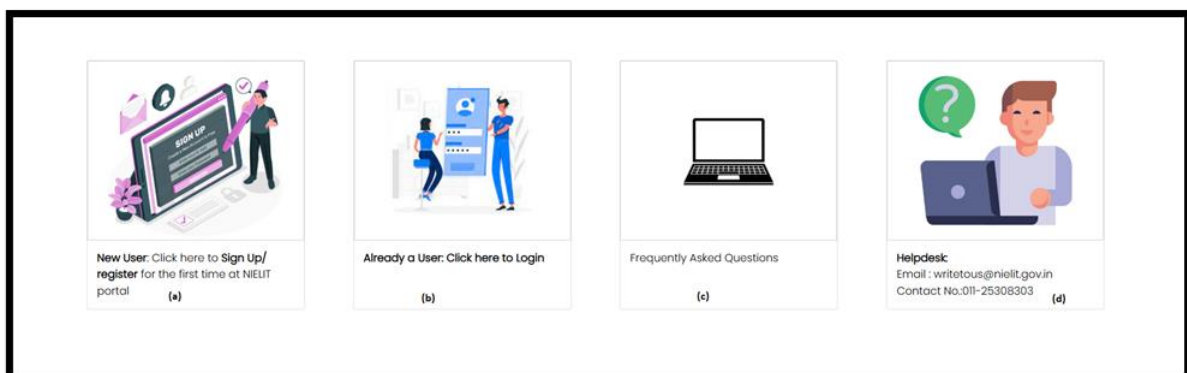 SIGN UP
New User: Click here to Sign Up/
register for the first time at NIELIT
portal
(a)
Already a User: Click here to Login
(b)
Frequently Asked Questions
(c)
Helpdesk:
Email : writetous@nielit.gov.in
Contact No.:011-25308303
(d)